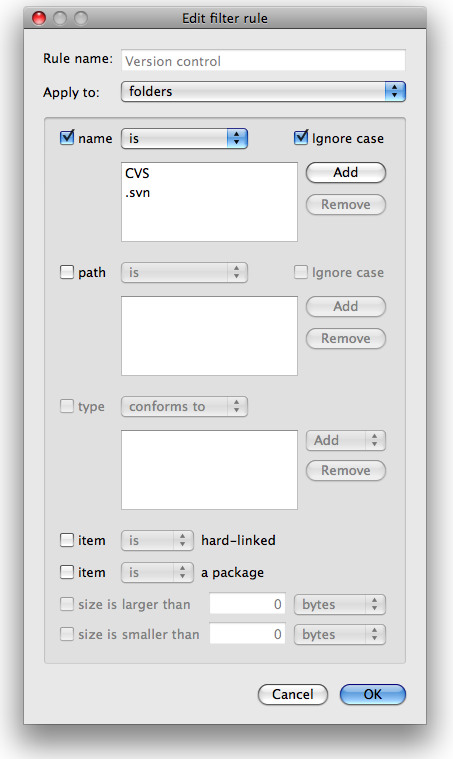 Edit filter rule
Rule name: Version control
Apply to: folders
name is Ignore case
CVS Add
.svn
Remove
path is Ignore case
Add
Remove
type conforms to
Add
Remove
item is hard-linked
item is a package
size is larger than 0 bytes
size is smaller than 0 bytes
Cancel OK